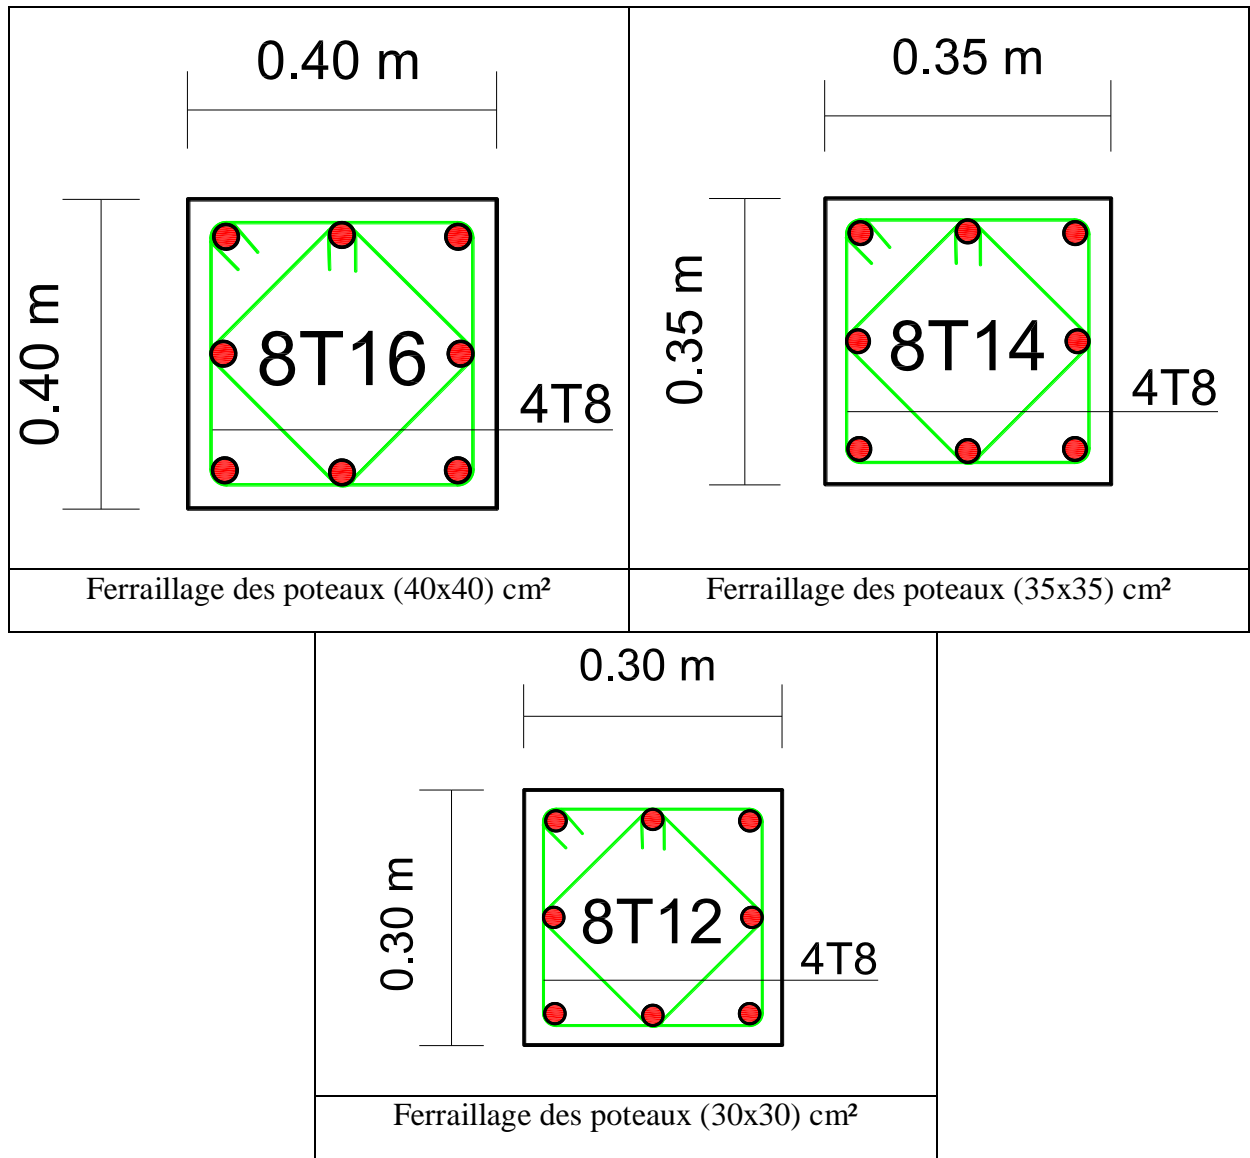 0.40 m
0.40 m
8T16
4T8
Ferraillage des poteaux (40x40) cm²
0.35 m
0.35 m
8T14
4T8
Ferraillage des poteaux (35x35) cm²
0.30 m
0.30 m
8T12
4T8
Ferraillage des poteaux (30x30) cm²